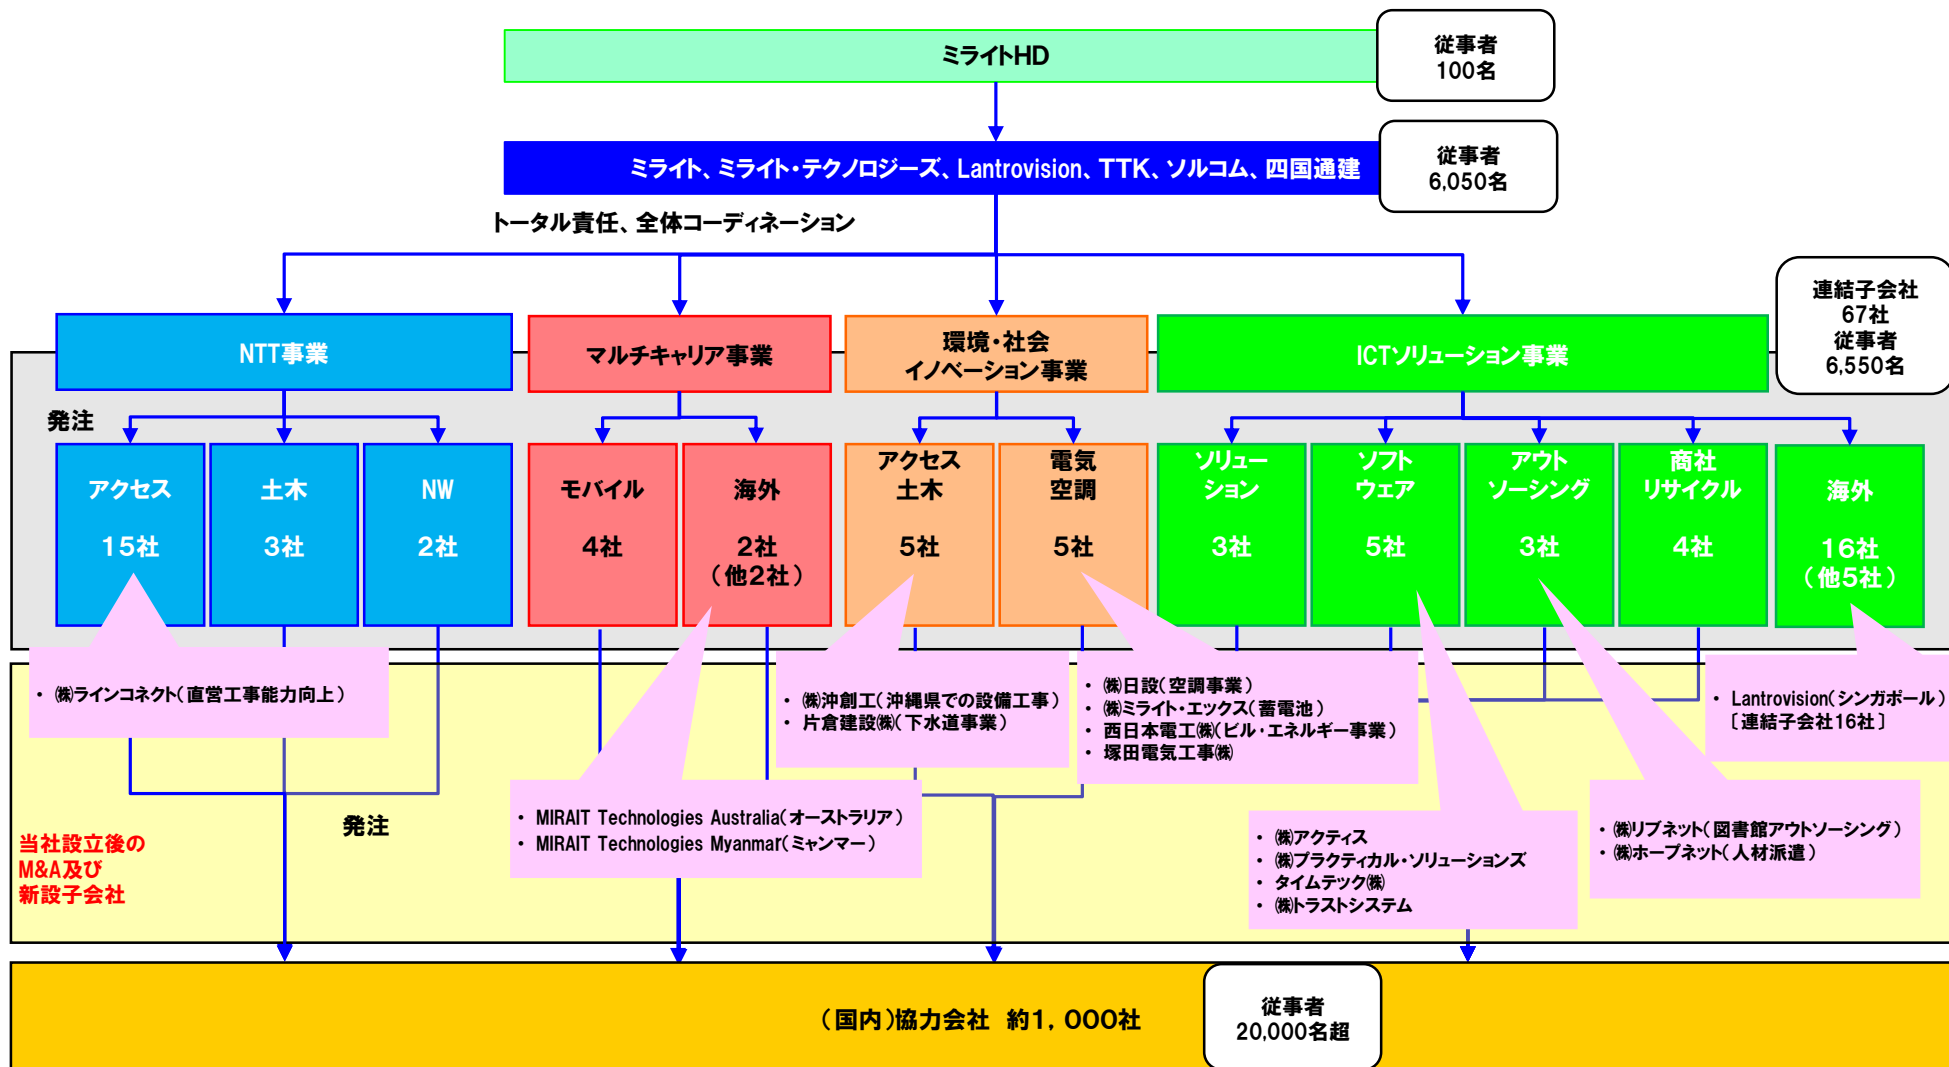 ミライトHD
従事者
100名
ミライト、ミライト・テクノロジーズ、Lantrovision、TTK、ソルコム、四国通建
従事者
6,050名
トータル責任、全体コーディネーション
連結子会社
67社
従事者
6,550名
NTT事業
マルチキャリア事業
環境・社会
イノベーション事業
ICTソリューション事業
発注
アクセス
15社
土木
3社
NW
2社
モバイル
4社
海外
2社
(他2社)
アクセス
土木
5社
電気
空調
5社
ソリュー
ション
3社
ソフト
ウェア
5社
アウト
ソーシング
3社
商社
リサイクル
4社
海外
16社
(他5社)
・ ㈱ラインコネクト(直営工事能力向上)
・ ㈱沖創工(沖縄県での設備工事)
・ 片倉建設㈱(下水道事業)
・ ㈱日設(空調事業)
・ ㈱ミライト・エックス(蓄電池)
・ 西日本電工㈱(ビル・エネルギー事業)
・ 塚田電気工事㈱
・ Lantrovision(シンガポール)
〔連結子会社16社〕
発注
・ MIRAIT Technologies Australia(オーストラリア)
・ MIRAIT Technologies Myanmar(ミャンマー)
・ ㈱アクティス
・ ㈱プラクティカル・ソリューションズ
・ タイムテック㈱
・ ㈱トラストシステム
・ ㈱リブネット(図書館アウトソーシング)
・ ㈱ホープネット(人材派遣)
当社設立後の
M&A及び
新設子会社
(国内)協力会社 約1,000社
従事者
20,000名超